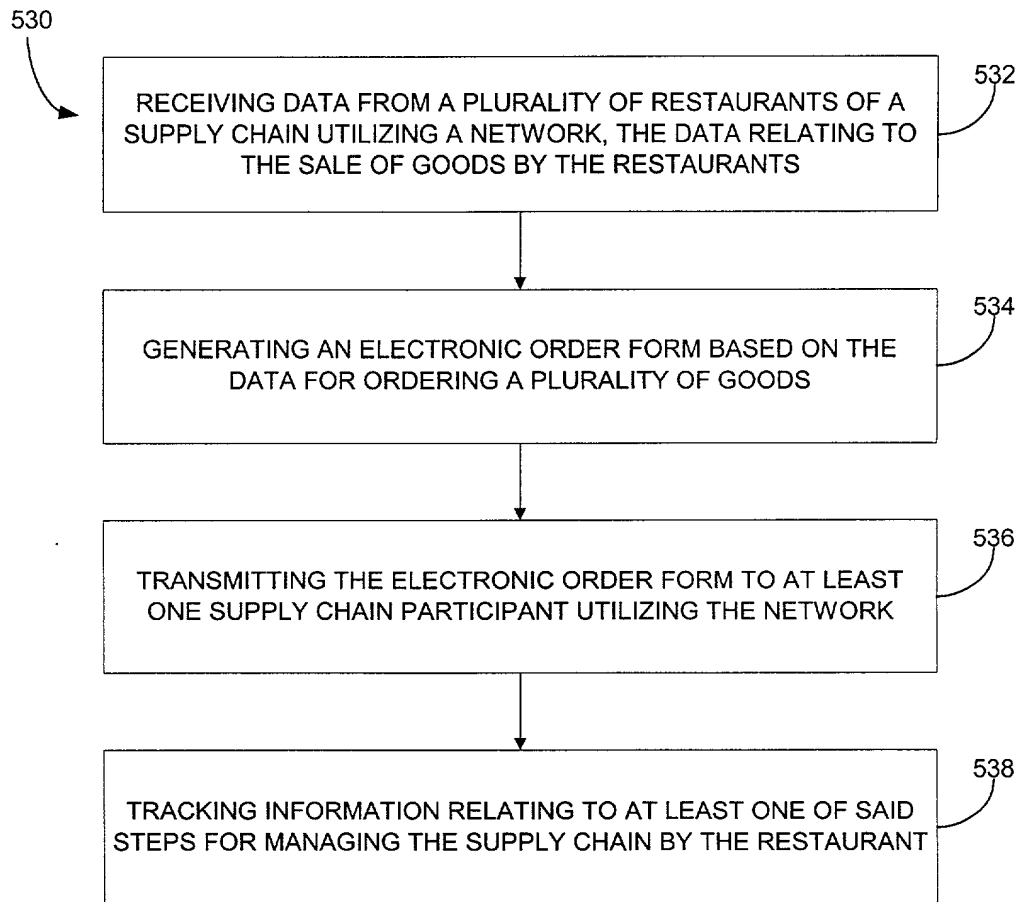 530
532
RECEIVING DATA FROM A PLURALITY OF RESTAURANTS OF A
SUPPLY CHAIN UTILIZING A NETWORK, THE DATA RELATING TO
THE SALE OF GOODS BY THE RESTAURANTS
534
GENERATING AN ELECTRONIC ORDER FORM BASED ON THE
DATA FOR ORDERING A PLURALITY OF GOODS
536
TRANSMITTING THE ELECTRONIC ORDER FORM TO AT LEAST
ONE SUPPLY CHAIN PARTICIPANT UTILIZING THE NETWORK
538
TRACKING INFORMATION RELATING TO AT LEAST ONE OF SAID
STEPS FOR MANAGING THE SUPPLY CHAIN BY THE RESTAURANT